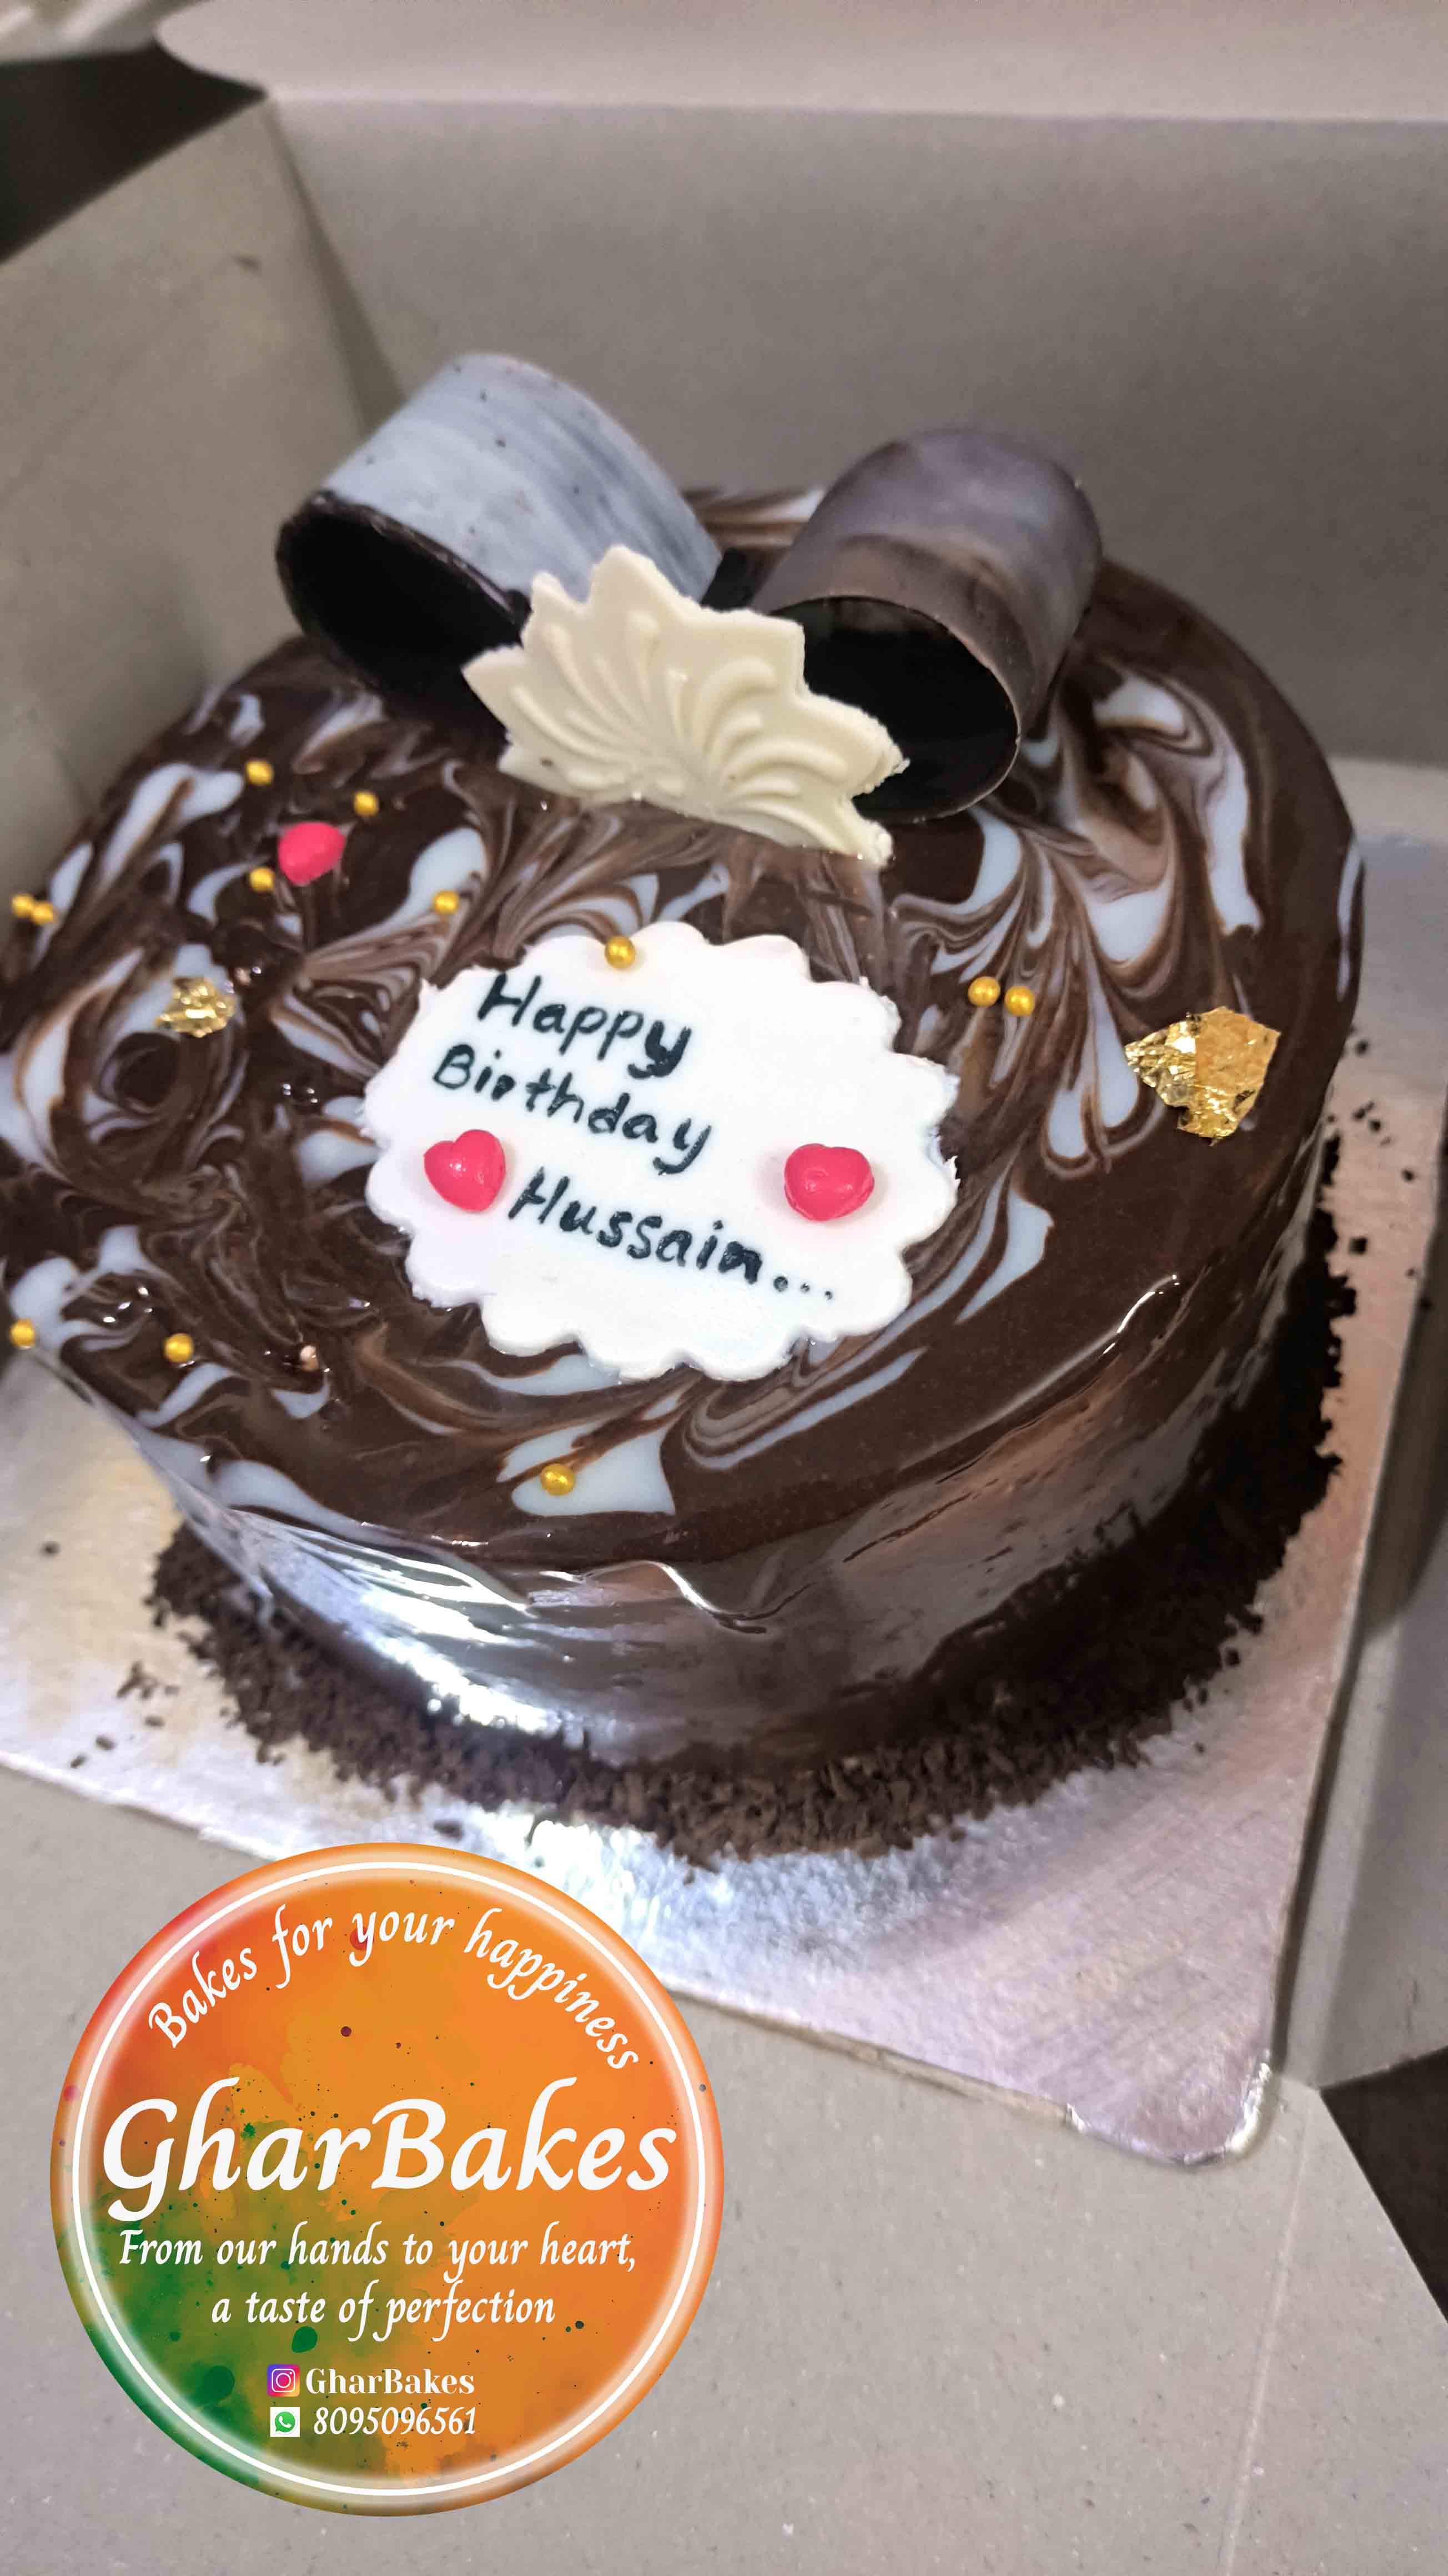 Happy
Birthday
Hussain...
Bakes for your happiness
GharBakes
From our hands to your heart,
a taste of perfection
GharBakes
8095096561